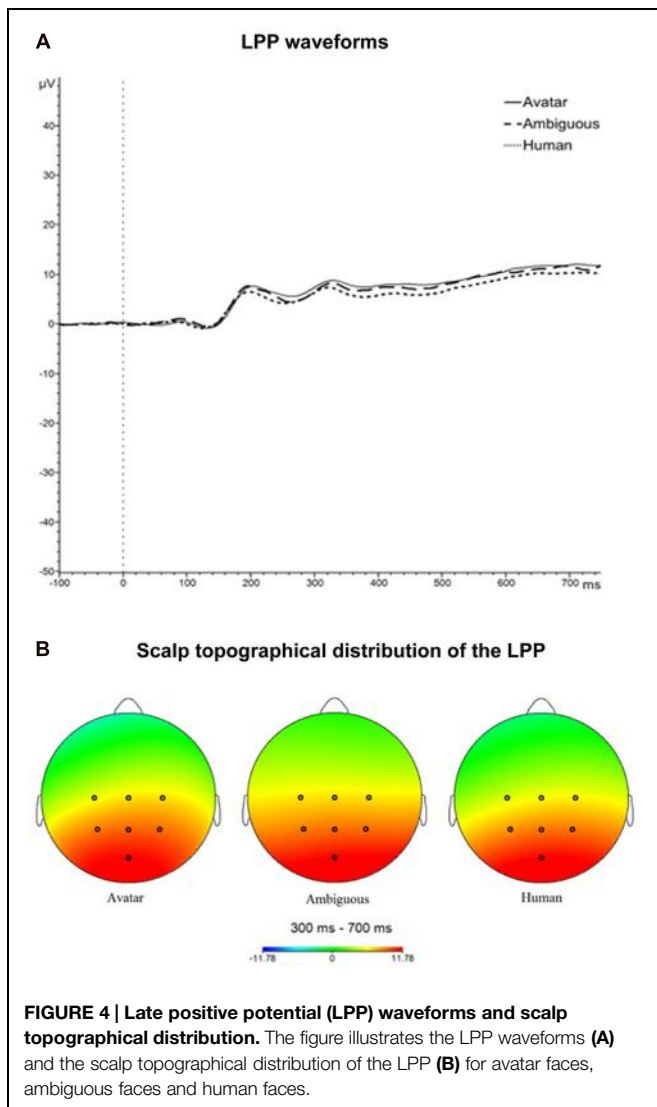 A
LPP waveforms
µV
Avatar
Ambiguous
Human
40
30
20
10
0
-10
-20
-30
-40
-50
-100 0 100 200 300 400 500 600 700 ms
B
Scalp topographical distribution of the LPP
Avatar Ambiguous Human
300 ms - 700 ms
-11.78 0 11.78
FIGURE 4 | Late positive potential (LPP) waveforms and scalp
topographical distribution. The figure illustrates the LPP waveforms (A)
and the scalp topographical distribution of the LPP (B) for avatar faces,
ambiguous faces and human faces.